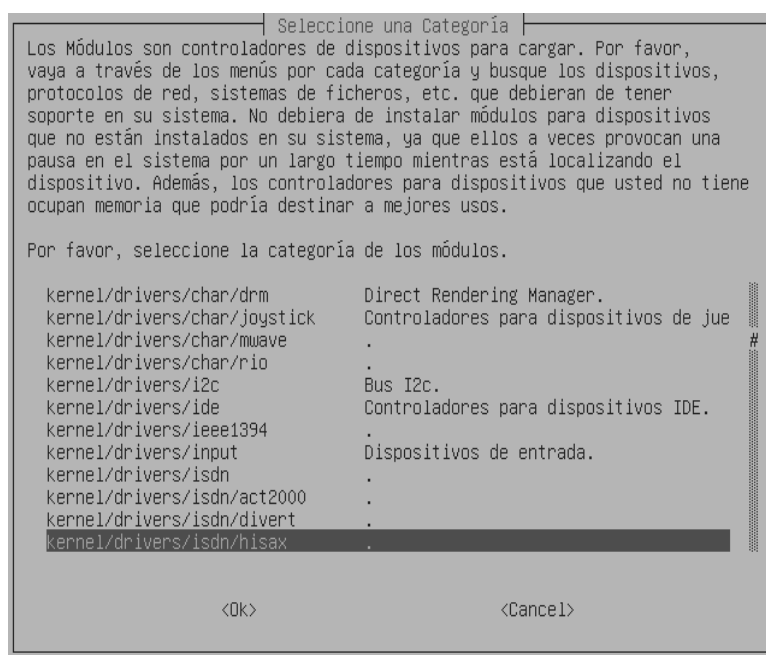 Seleccione una Categoría
Los Módulos son controladores de dispositivos para cargar. Por favor,
vaya a través de los menús por cada categoría y busque los dispositivos,
protocolos de red, sistemas de ficheros, etc. que debieran de tener
soporte en su sistema. No debiera de instalar módulos para dispositivos
que no están instalados en su sistema, ya que ellos a veces provocan una
pausa en el sistema por un largo tiempo mientras está localizando el
dispositivo. Además, los controladores para dispositivos que usted no tiene
ocupan memoria que podría destinar a mejores usos.
Por favor, seleccione la categoría de los módulos.
kernel/drivers/char/drm Direct Rendering Manager.
kernel/drivers/char/joystick Controladores para dispositivos de jue
kernel/drivers/char/mwave . #
kernel/drivers/char/rio .
kernel/drivers/i2c Bus I2c.
kernel/drivers/ide Controladores para dispositivos IDE.
kernel/drivers/ieee1394 .
kernel/drivers/input Dispositivos de entrada.
kernel/drivers/isdn .
kernel/drivers/isdn/act2000 .
kernel/drivers/isdn/divert .
kernel/drivers/isdn/hisax .
<Ok> <Cancel>